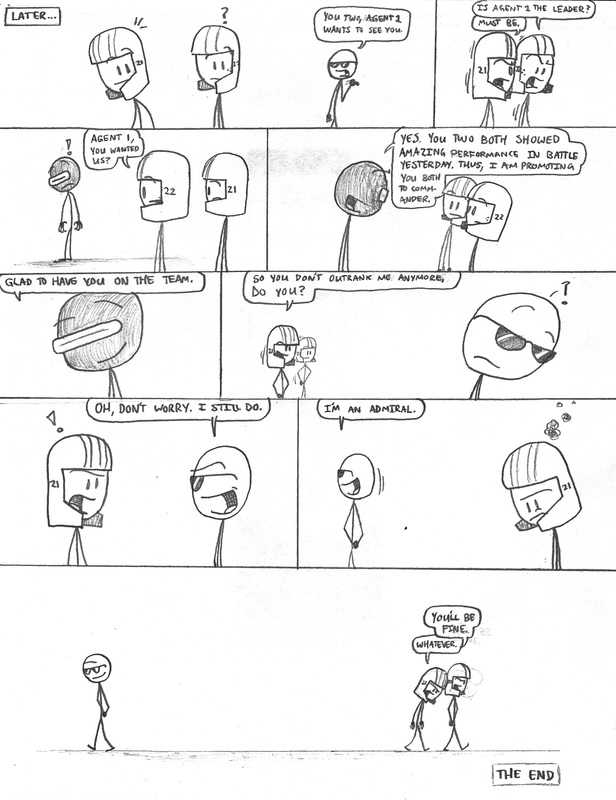 LATER...
21
?
21
YOU TWO, AGENT 1
WANTS TO SEE YOU.
IS AGENT 1 THE LEADER?
MUST BE.
21
!
AGENT 1,
YOU WANTED
US?
22
21
YES. YOU TWO BOTH SHOWED
AMAZING PERFORMANCE IN BATTLE
YESTERDAY. THUS, I AM PROMOTING
YOU BOTH
TO COMM-
ANDER.
22
GLAD TO HAVE YOU ON THE TEAM.
SO YOU DON'T OUTRANK ME ANYMORE,
DO YOU?
21
?
!
OH, DON'T WORRY. I STILL DO.
21
I'M AN ADMIRAL.
21
YOU'LL BE
FINE.
WHATEVER.
21
THE END